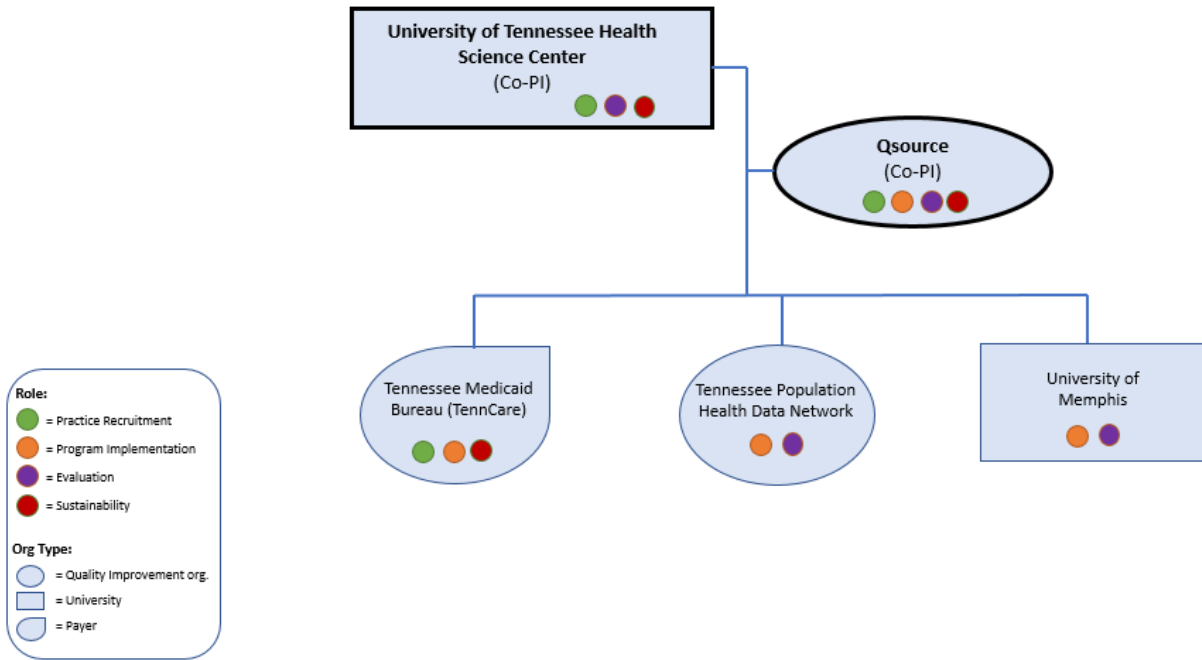 University of Tennessee Health
Science Center
(Co-PI)
Qsource
(Co-PI)
Tennessee Medicaid
Bureau (TennCare)
Tennessee Population
Health Data Network
University of
Memphis
Role:
= Practice Recruitment
= Program Implementation
= Evaluation
= Sustainability
Org Type:
= Quality Improvement org.
= University
= Payer